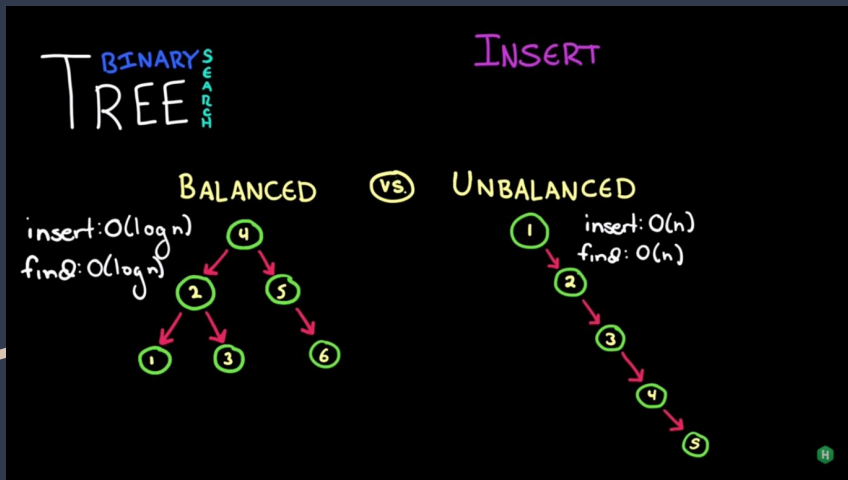 BINARY
SEARCH
TREE
INSERT
BALANCED vs. UNBALANCED
insert: O(log n)
find: O(log n)
4
2
5
1
3
6
insert: O(n)
find: O(n)
1
2
3
4
5
H